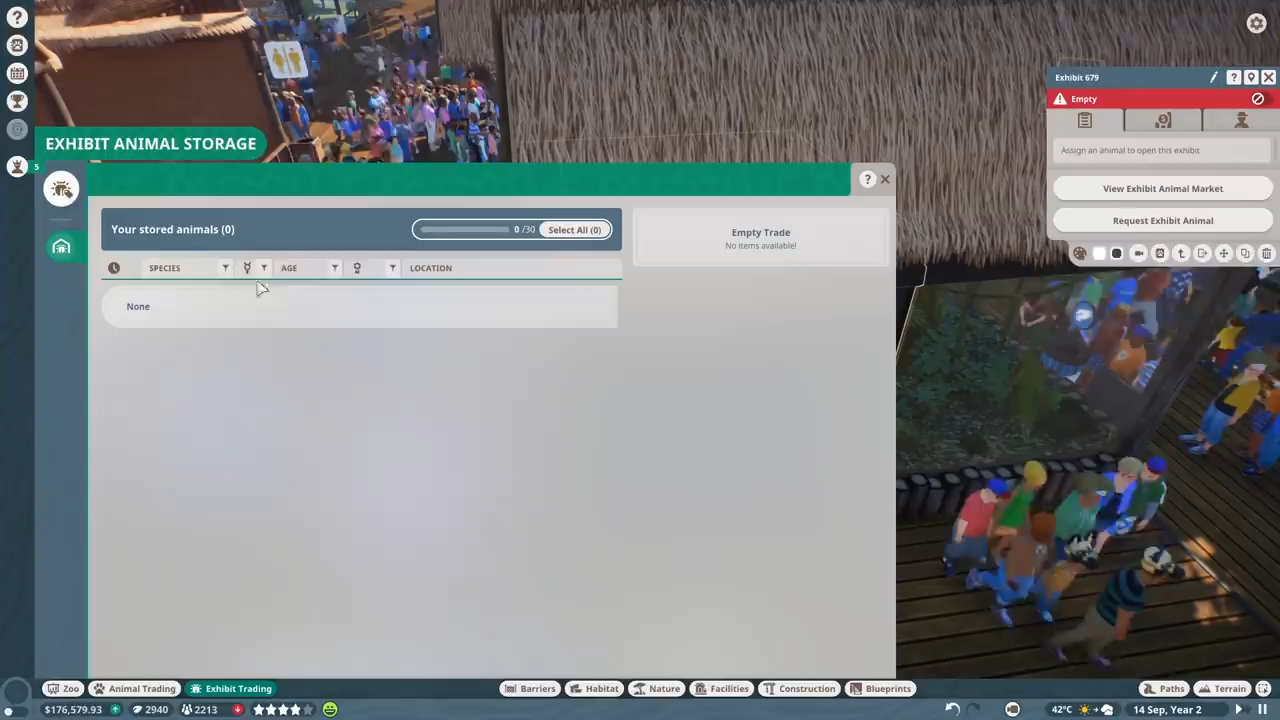 Exhibit 679
Empty
EXHIBIT ANIMAL STORAGE
Assign an animal to open this exhibit
5
View Exhibit Animal Market
Request Exhibit Animal
Your stored animals (0)
0 /30
Select All (0)
Empty Trade
No items available!
SPECIES
AGE
LOCATION
None
Zoo
Animal Trading
Exhibit Trading
Barriers
Habitat
Nature
Facilities
Construction
Blueprints
Paths
Terrain
$176,579.93
2940
2213
42°C
14 Sep, Year 2